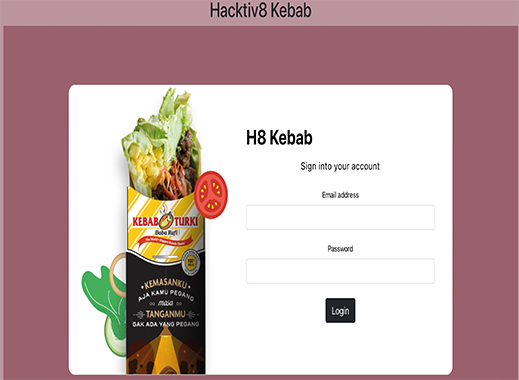 Hacktiv8 Kebab
H8 Kebab
Sign into your account
Email address
Password
Login
KEBAB TURKI
Baba Rafi
The World's Biggest Kebab Chain
KEMASANKU
AJA KAMU PEGANG
masa
TANGANMU
GAK ADA YANG PEGANG